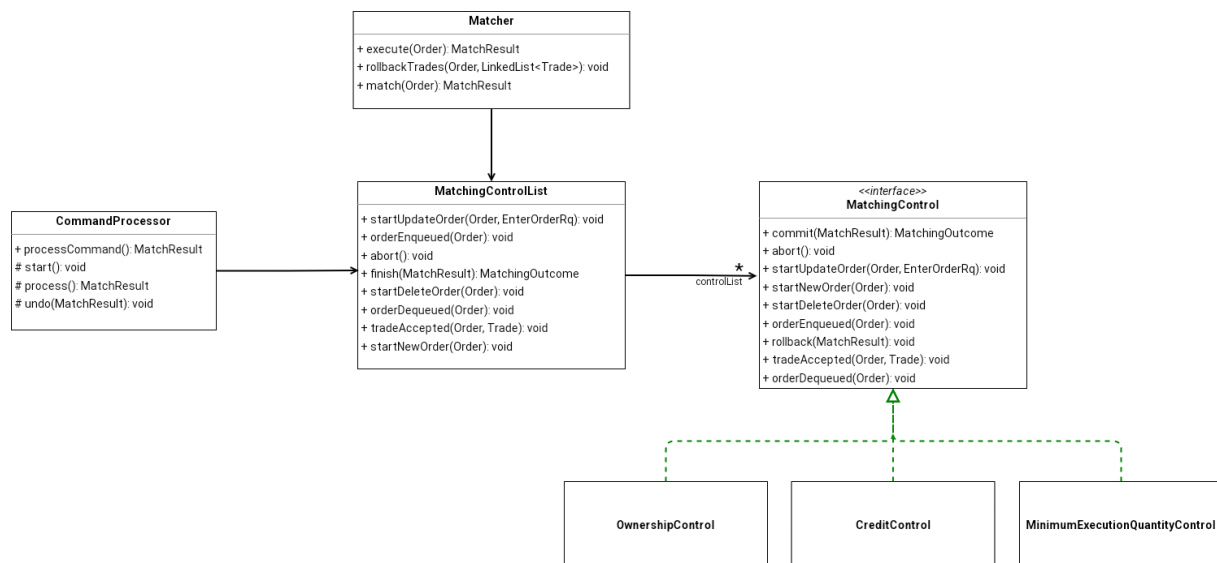 Matcher
+ execute(Order): MatchResult
+ rollbackTrades(Order, LinkedList<Trade>): void
+ match(Order): MatchResult
CommandProcessor
+ processCommand(): MatchResult
# start(): void
# process(): MatchResult
# undo(MatchResult): void
MatchingControlList
+ startUpdateOrder(Order, EnterOrderRq): void
+ orderEnqueued(Order): void
+ abort(): void
+ finish(MatchResult): MatchingOutcome
+ startDeleteOrder(Order): void
+ orderDequeued(Order): void
+ tradeAccepted(Order, Trade): void
+ startNewOrder(Order): void
*
controlList
<<interface>>
MatchingControl
+ commit(MatchResult): MatchingOutcome
+ abort(): void
+ startUpdateOrder(Order, EnterOrderRq): void
+ startNewOrder(Order): void
+ startDeleteOrder(Order): void
+ orderEnqueued(Order): void
+ rollback(MatchResult): void
+ tradeAccepted(Order, Trade): void
+ orderDequeued(Order): void
OwnershipControl
CreditControl
MinimumExecutionQuantityControl